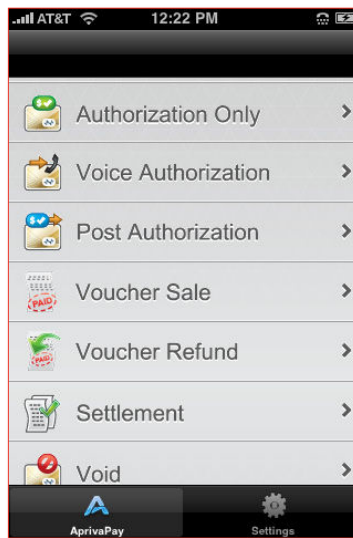 AT&T 12:22 PM
Authorization Only
Voice Authorization
Post Authorization
Voucher Sale
Voucher Refund
Settlement
Void
AprivaPay Settings